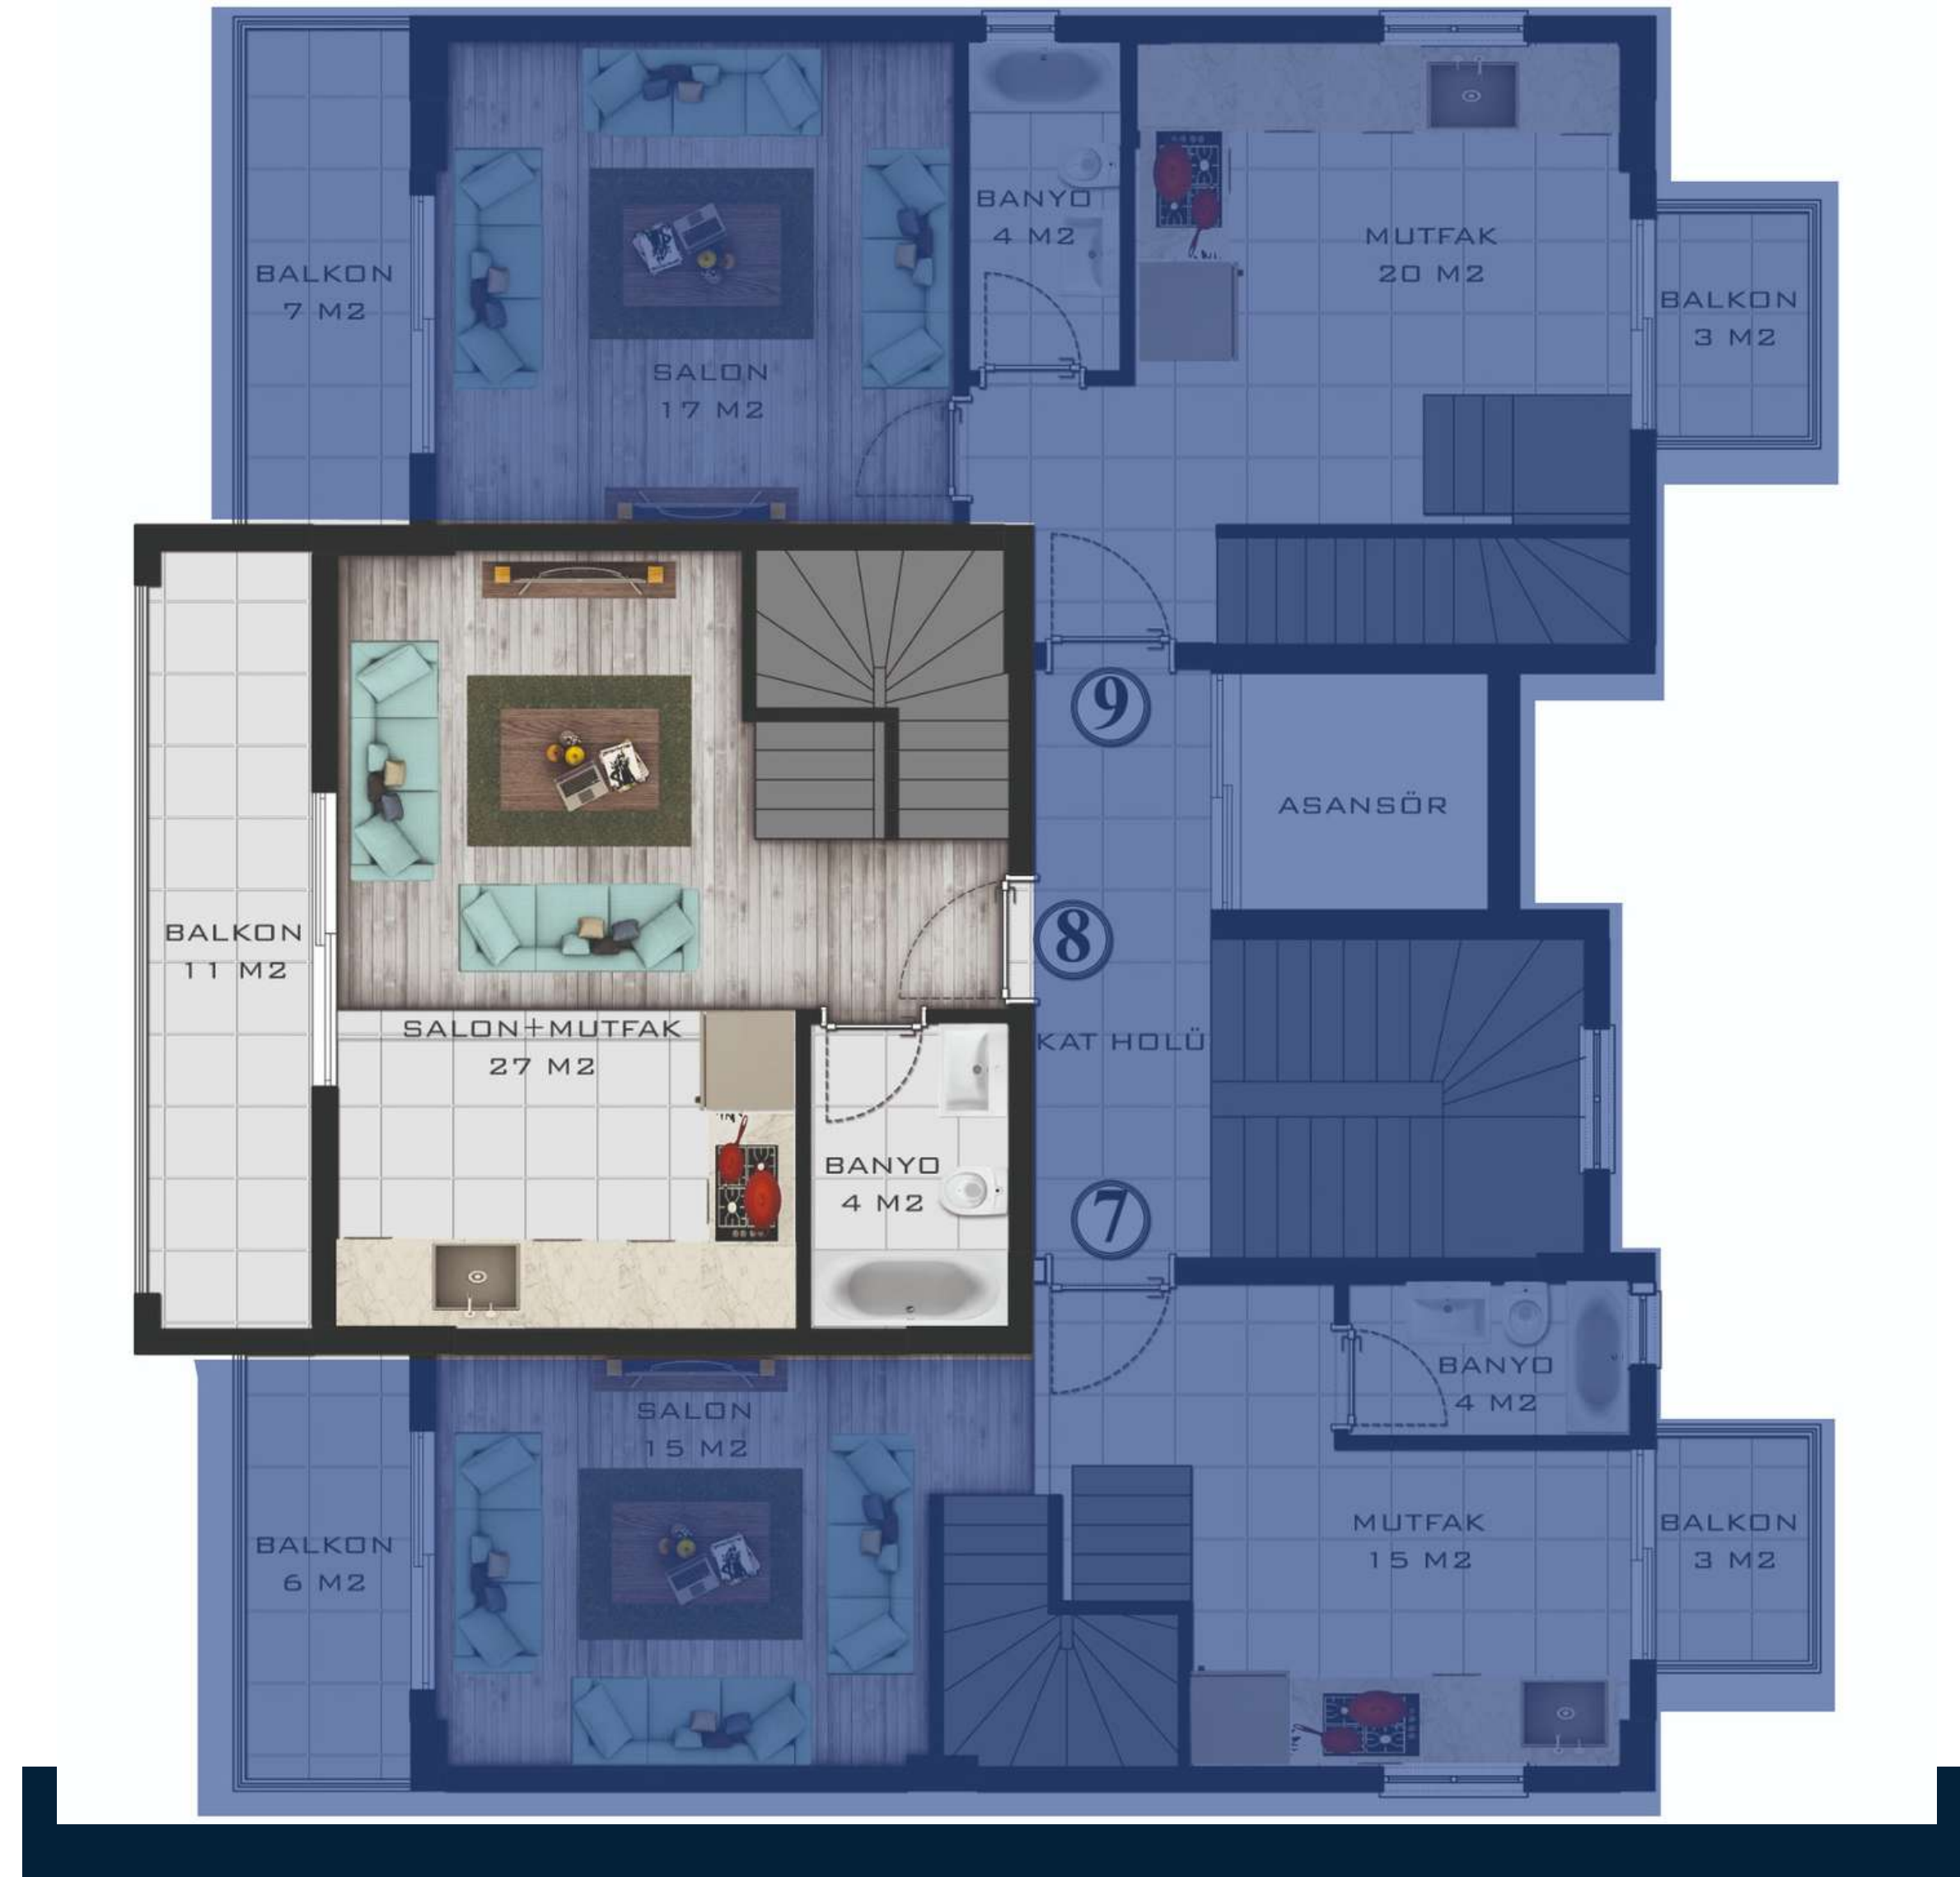 BANYO
4 M2
MUTFAK
20 M2
BALKON
7 M2
BALKON
3 M2
SALON
17 M2
9
ASANSÖR
BALKON
11 M2
8
SALON+MUTFAK
27 M2
KAT HOLÜ
BANYO
4 M2
7
BANYO
4 M2
SALON
15 M2
BALKON
6 M2
MUTFAK
15 M2
BALKON
3 M2